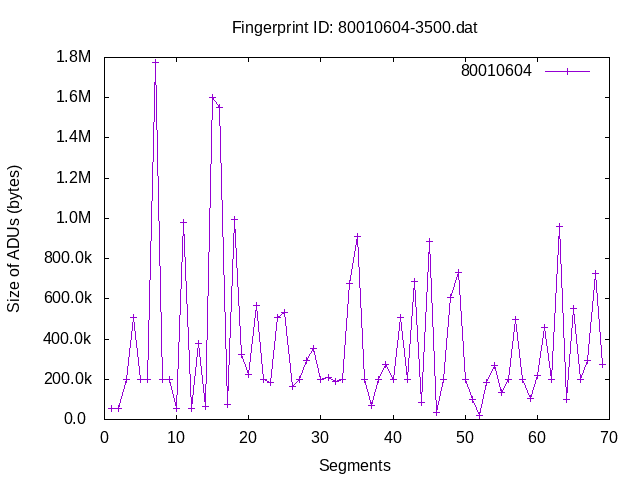 Fingerprint ID: 80010604-3500.dat
1.8M
80010604
1.6M
1.4M
1.2M
1.0M
800.0k
600.0k
400.0k
200.0k
0.0
Size of ADUs (bytes)
0 10 20 30 40 50 60 70
Segments